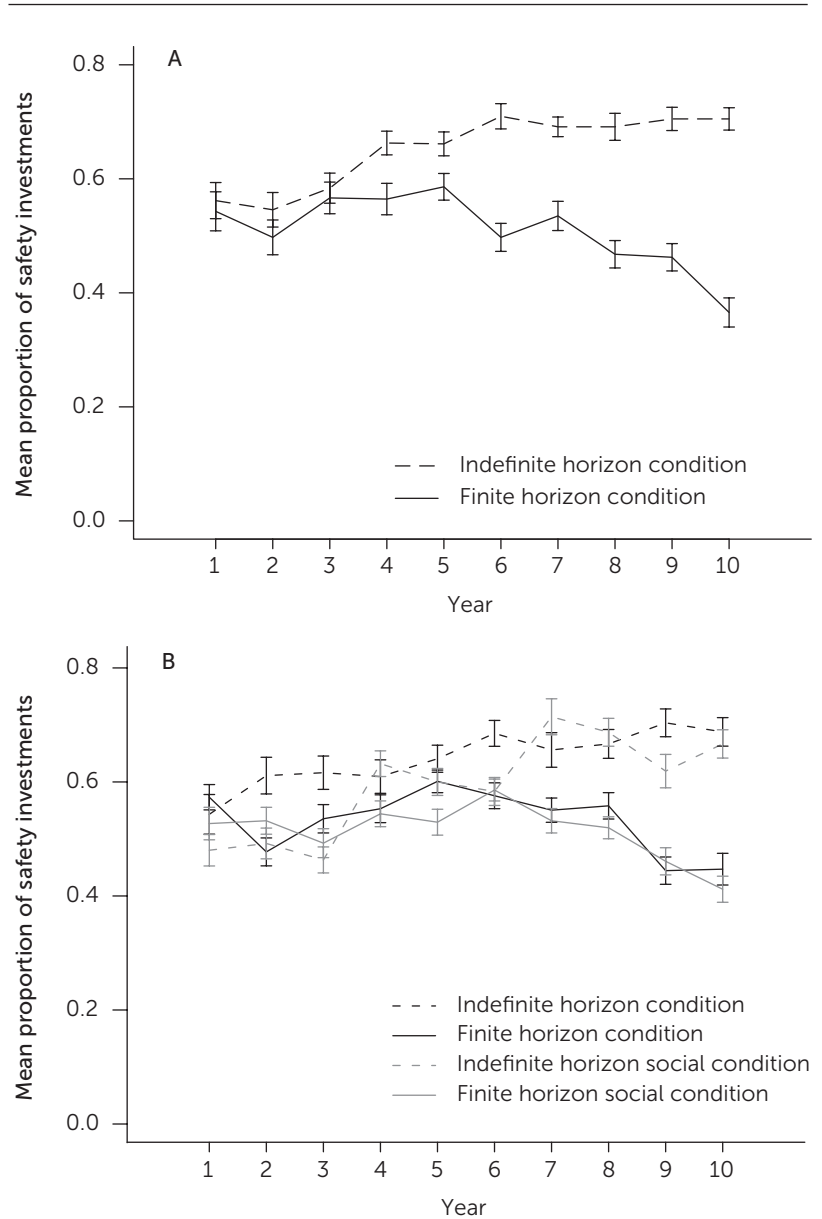 A
Mean proportion of safety investments
0.8
0.6
0.4
0.2
0.0
Indefinite horizon condition
Finite horizon condition
1 2 3 4 5 6 7 8 9 10
Year
B
Mean proportion of safety investments
0.8
0.6
0.4
0.2
0.0
Indefinite horizon condition
Finite horizon condition
Indefinite horizon social condition
Finite horizon social condition
1 2 3 4 5 6 7 8 9 10
Year